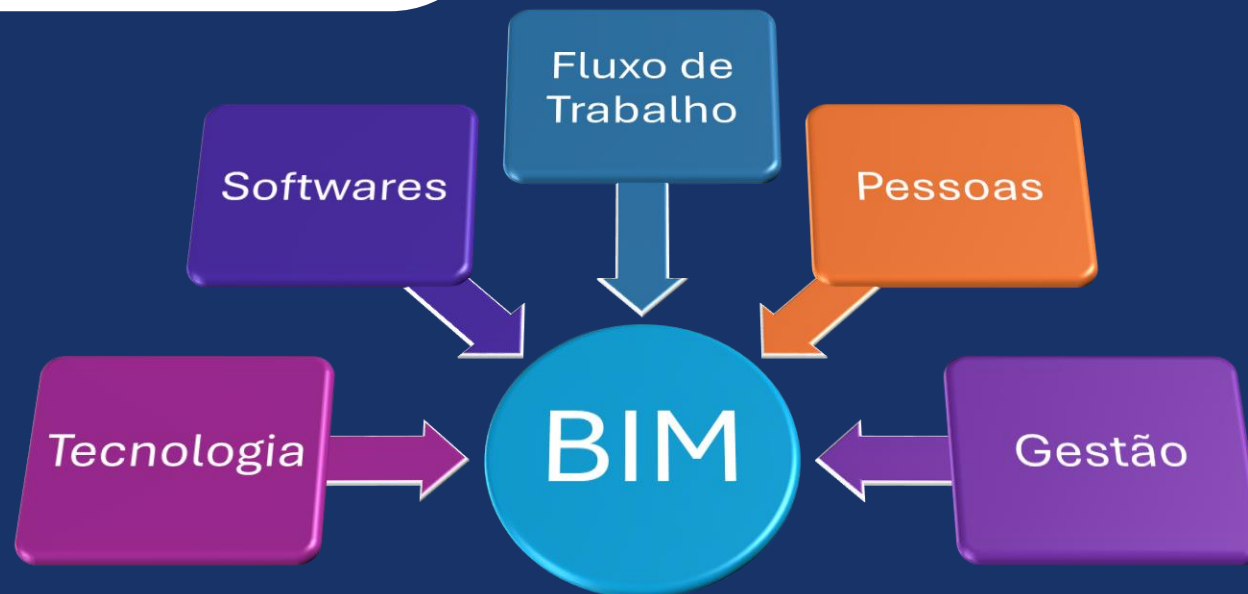 Fluxo de
Trabalho
Softwares
Pessoas
Tecnologia
BIM
Gestão